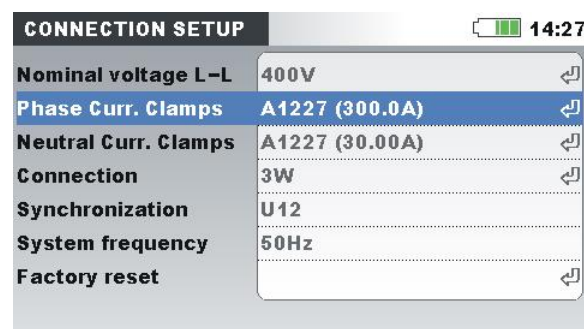 CONNECTION SETUP 14:27
Nominal voltage L-L 400V
Phase Curr. Clamps A1227 (300.0A)
Neutral Curr. Clamps A1227 (30.00A)
Connection 3W
Synchronization U12
System frequency 50Hz
Factory reset